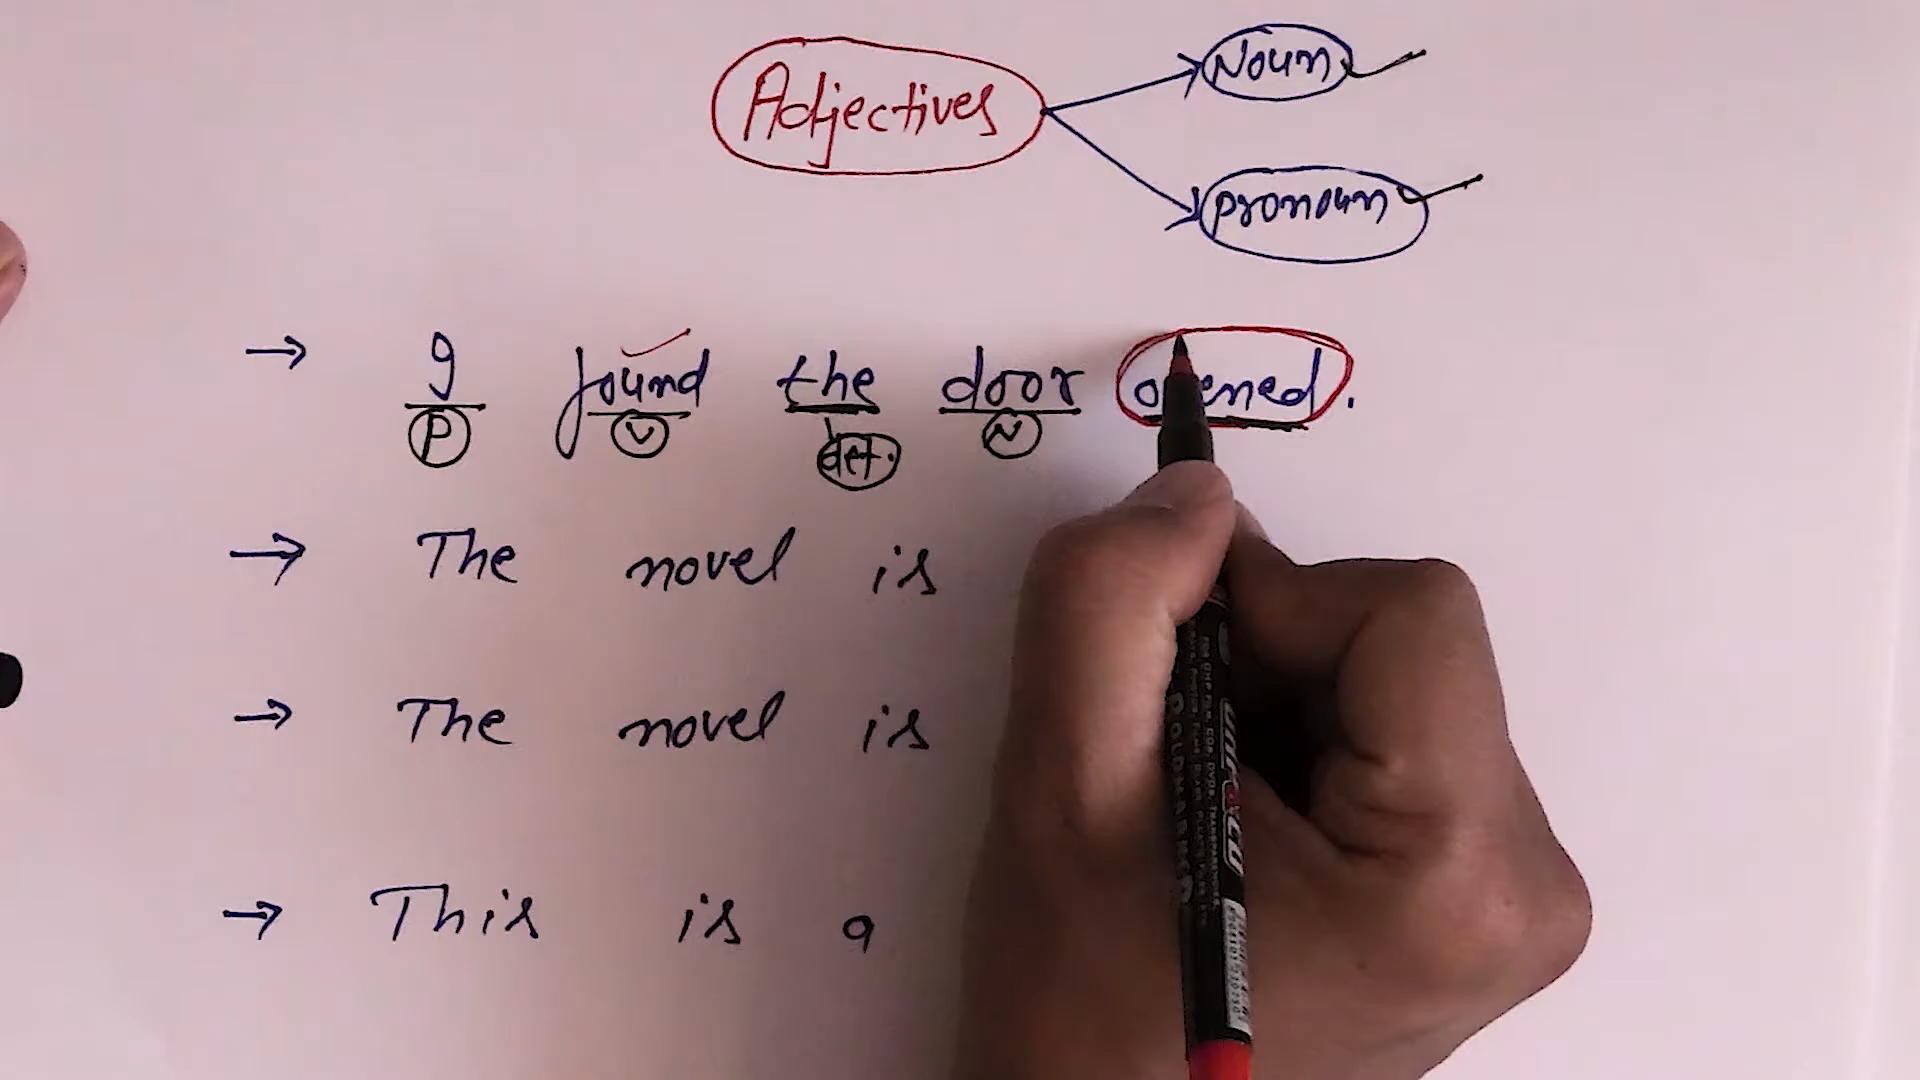 Adjectives
Noun
pronoun
→ I found the door opened.
P V det. N
→ The novel is
→ The novel is
→ This is a